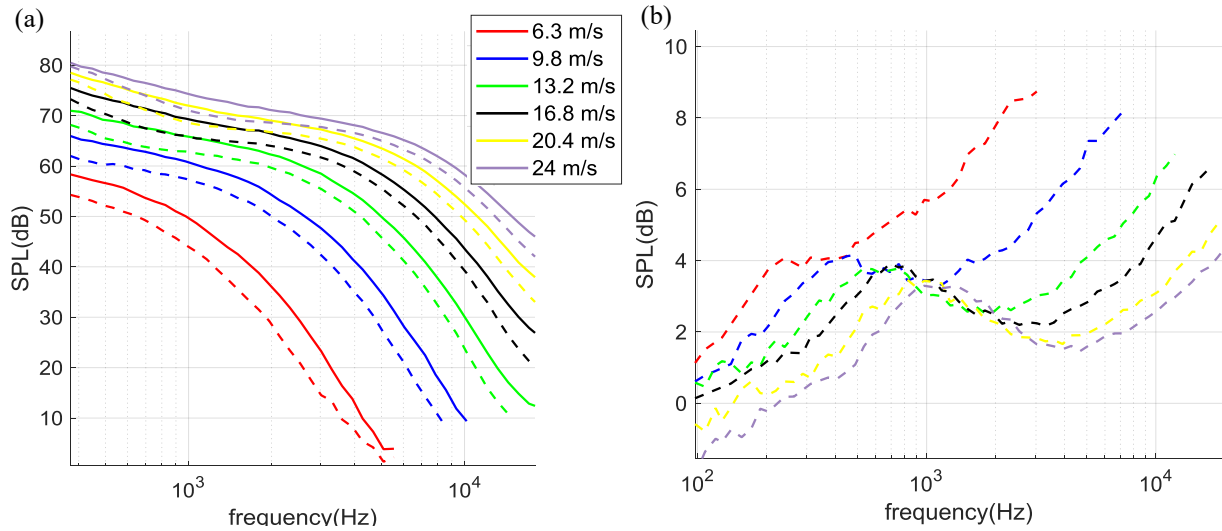 (a)
6.3 m/s
9.8 m/s
13.2 m/s
16.8 m/s
20.4 m/s
24 m/s
80
70
60
50
40
30
20
10
SPL(dB)
10³
10⁴
frequency(Hz)
(b)
10
8
6
4
2
0
SPL(dB)
10²
10³
10⁴
frequency(Hz)